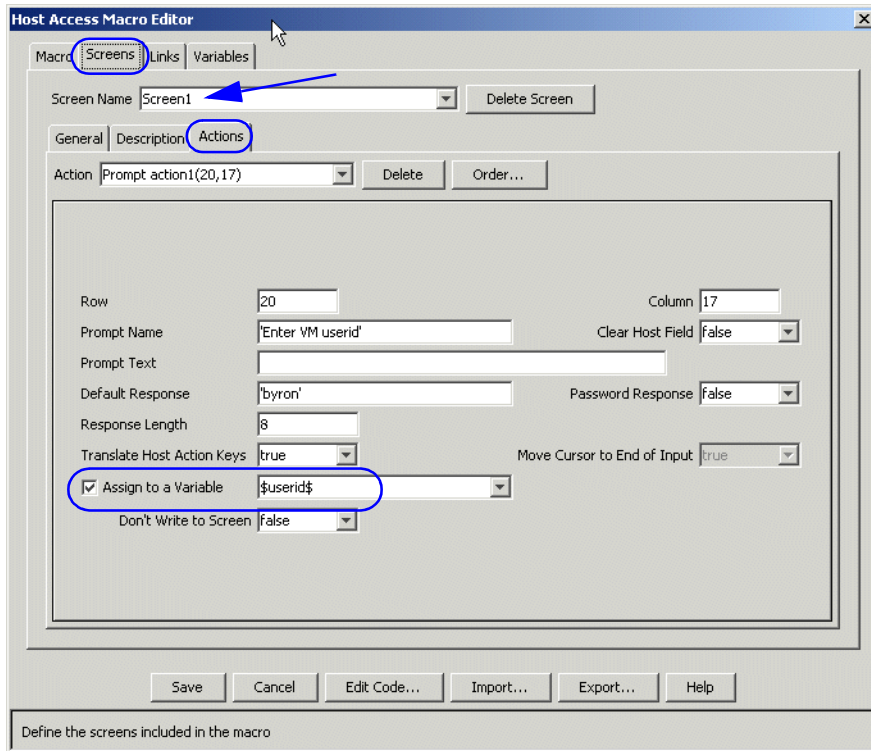 Host Access Macro Editor
Macro Screens Links Variables
Screen Name Screen1 Delete Screen
General Description Actions
Action Prompt action1(20,17) Delete Order...
Row 20 Column 17
Prompt Name 'Enter VM userid' Clear Host Field false
Prompt Text
Default Response 'byron' Password Response false
Response Length 8
Translate Host Action Keys true Move Cursor to End of Input true
Assign to a Variable $userid$
Don't Write to Screen false
Save Cancel Edit Code... Import... Export... Help
Define the screens included in the macro